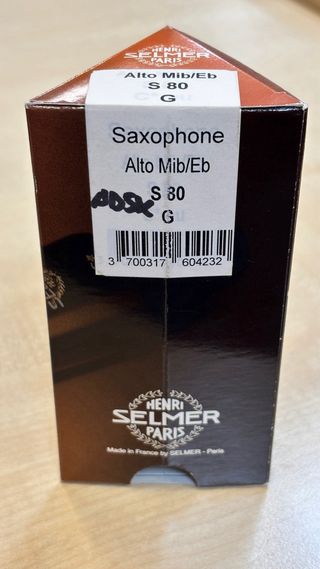 HENRI
SELMER
PARIS
Alto Mib/Eb
S 80
G
Saxophone
Alto Mib/Eb
S 80
G
3 700317 604232
HENRI
SELMER
PARIS
Made in France by SELMER - Paris